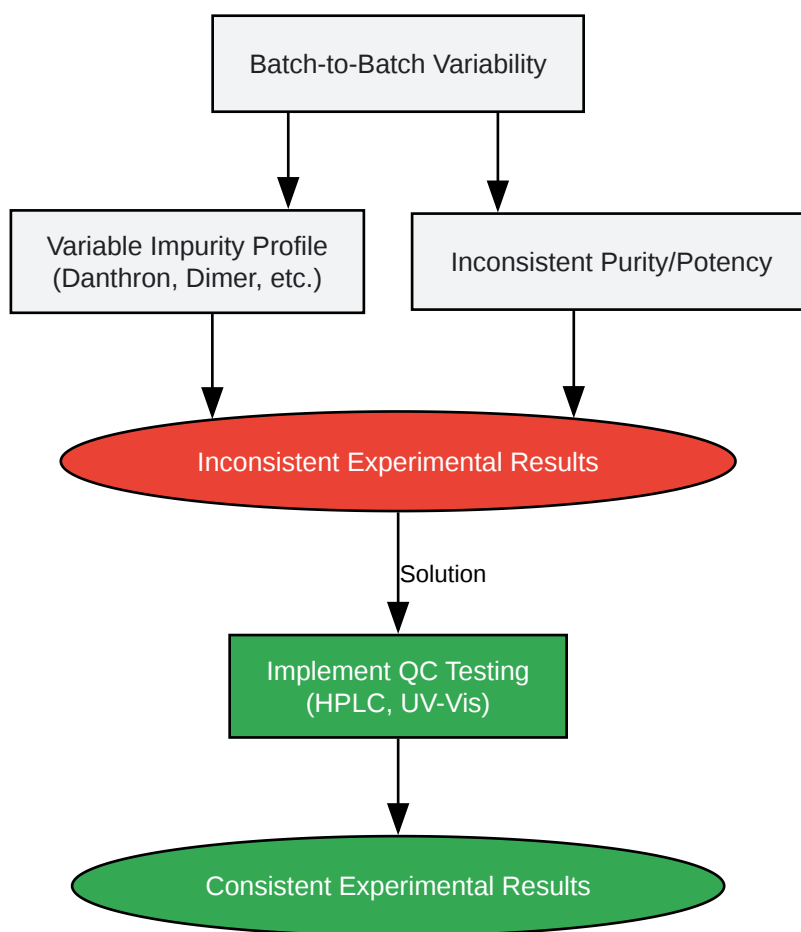 Batch-to-Batch Variability
Variable Impurity Profile
(Danthron, Dimer, etc.)
Inconsistent Purity/Potency
Inconsistent Experimental Results
Solution
Implement QC Testing
(HPLC, UV-Vis)
Consistent Experimental Results